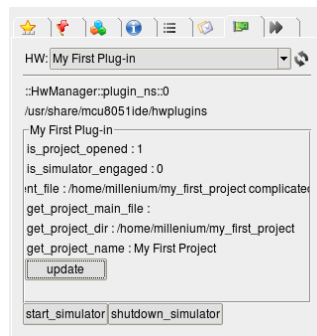 HW: My First Plug-in
::HwManager::plugin_ns::0
/usr/share/mcu8051ide/hwplugins
My First Plug-in
is_project_opened : 1
is_simulator_engaged : 0
nt_file : /home/millenium/my_first_project complicated
get_project_main_file :
get_project_dir : /home/millenium/my_first_project
get_project_name : My First Project
update
start_simulator shutdown_simulator